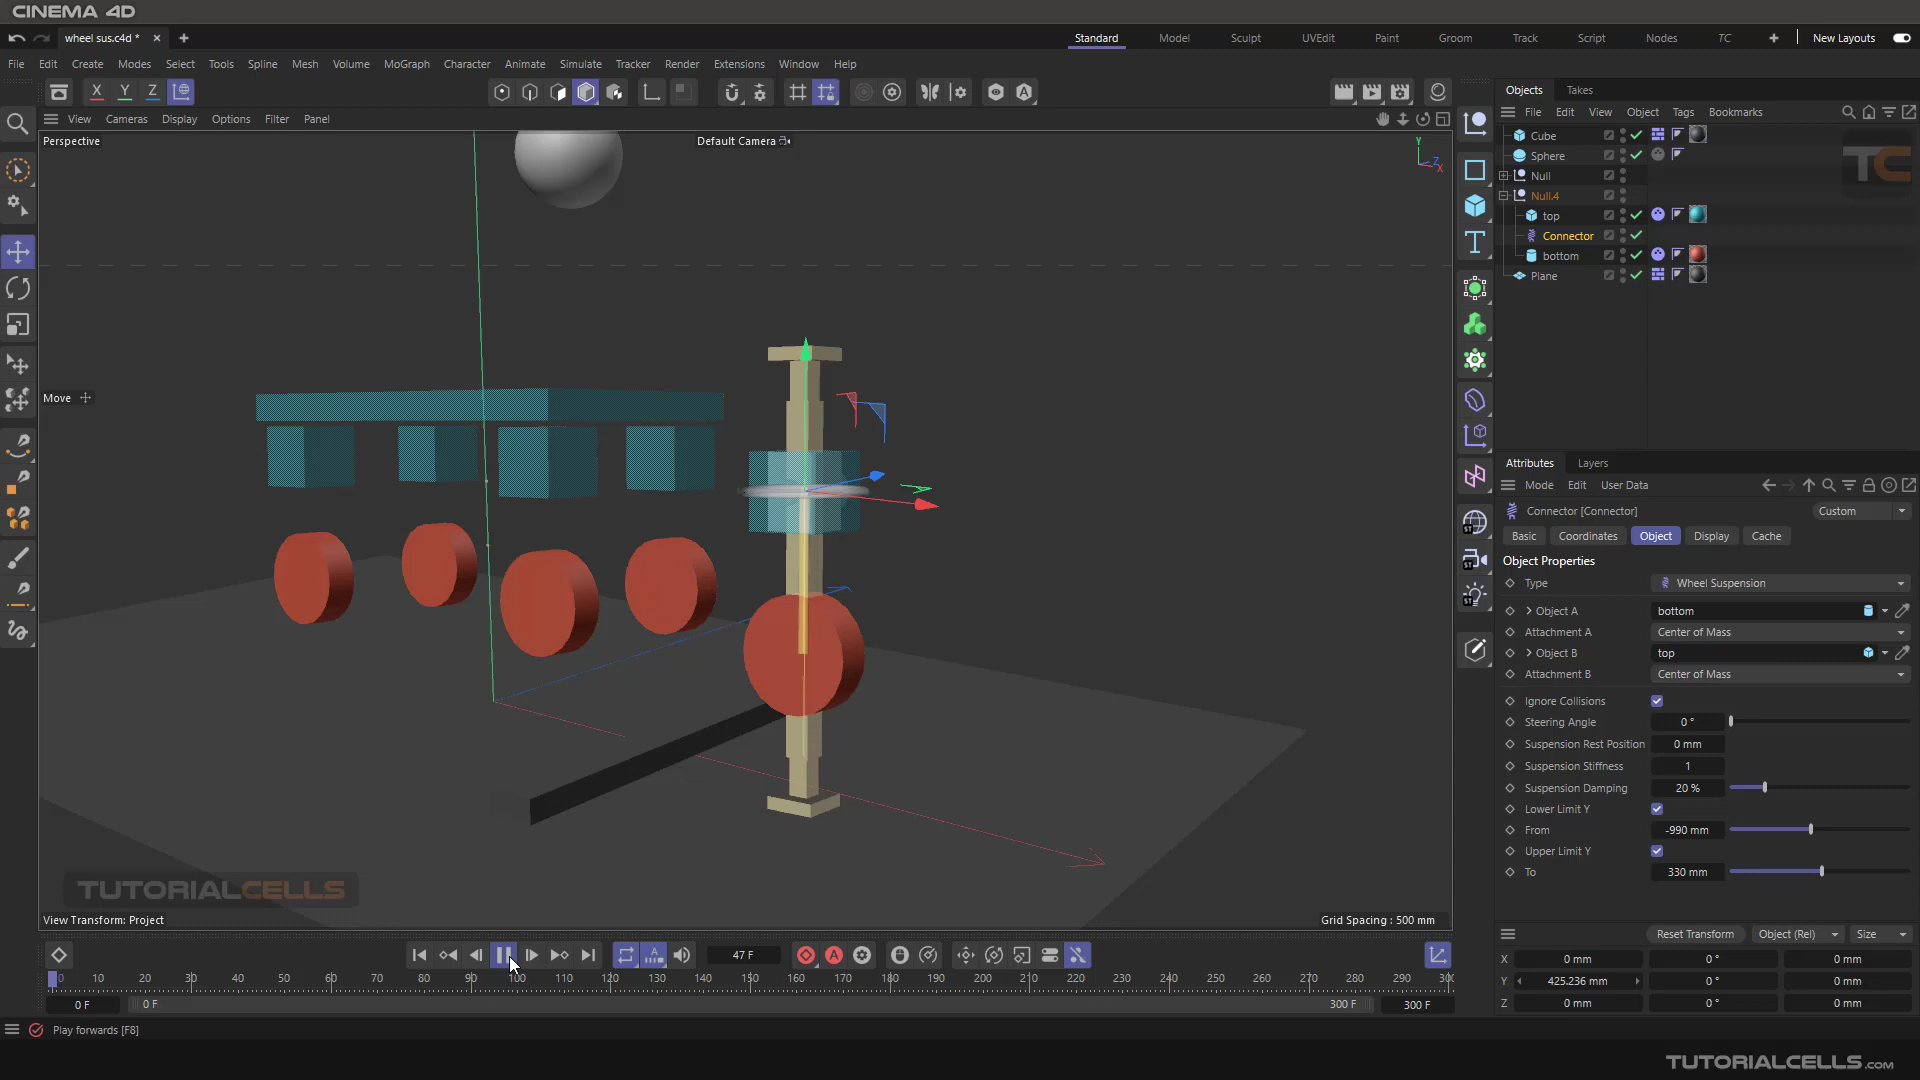 CINEMA 4D
wheel sus.c4d *
Standard Model Sculpt UVEdit Paint Groom Track Script Nodes TC New Layouts
File Edit Create Modes Select Tools Spline Mesh Volume MoGraph Character Animate Simulate Tracker Render Extensions Window Help
X Y Z
Objects Takes
View Cameras Display Options Filter Panel
File Edit View Object Tags Bookmarks
Perspective
Default Camera
Y
Z
X
Cube
Sphere
Null
Null.4
top
Connector
bottom
Plane
TC
Move
Attributes Layers
Mode Edit User Data
Connector [Connector]
Custom
Basic Coordinates Object Display Cache
Object Properties
Type Wheel Suspension
Object A bottom
Attachment A Center of Mass
Object B top
Attachment B Center of Mass
Ignore Collisions
Steering Angle 0 °
Suspension Rest Position 0 mm
Suspension Stiffness 1
Suspension Damping 20 %
Lower Limit Y
From -990 mm
Upper Limit Y
To 330 mm
TUTORIALCELLS
View Transform: Project
Grid Spacing : 500 mm
47 F
0 10 20 30 40 50 60 70 80 90 100 110 120 130 140 150 160 170 180 190 200 210 220 230 240 250 260 270 280 290 30
0 F 0 F 300 F 300 F
Reset Transform Object (Rel) Size
X 0 mm 0 ° 0 mm
Y 425.236 mm 0 ° 0 mm
Z 0 mm 0 ° 0 mm
Play forwards [F8]
TUTORIALCELLS.com